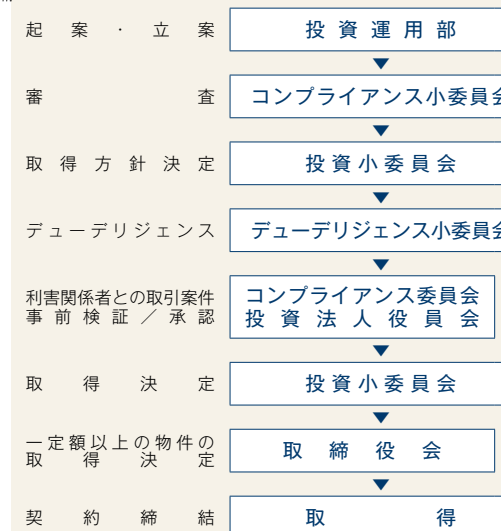 起案・立案
投資運用部
審査
コンプライアンス小委員会
取得方針決定
投資小委員会
デューデリジェンス
デューデリジェンス小委員会
利害関係者との取引案件
事前検証／承認
コンプライアンス委員会
投資法人役員会
取得決定
投資小委員会
一定額以上の物件の
取得決定
取締役会
契約締結
取得